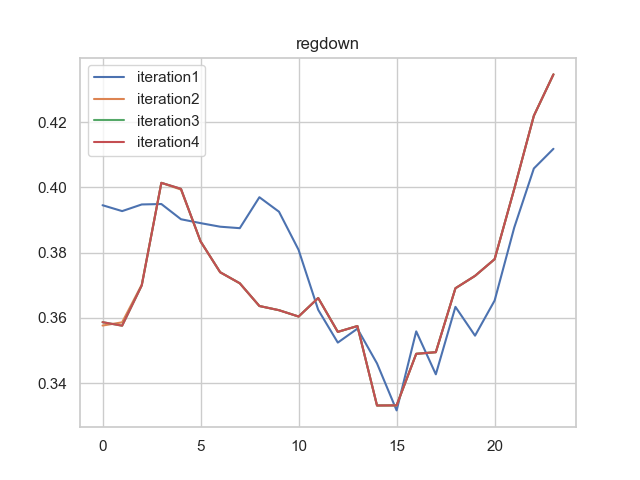 regdown
iteration1
iteration2
iteration3
iteration4
0.42
0.40
0.38
0.36
0.34
0 5 10 15 20